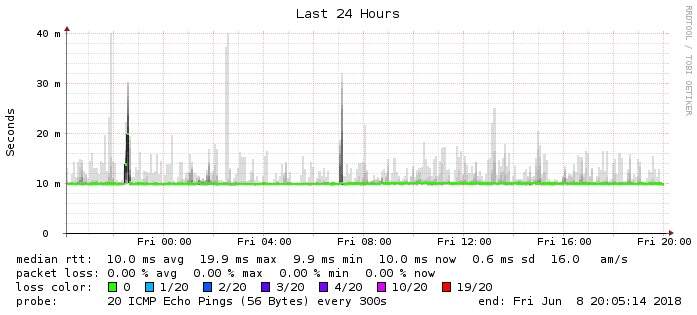 Last 24 Hours
RRDTOOL / TOBI OETIKER
Seconds
40 m
30 m
20 m
10 m
0
Fri 00:00 Fri 04:00 Fri 08:00 Fri 12:00 Fri 16:00 Fri 20:00
median rtt: 10.0 ms avg 19.9 ms max 9.9 ms min 10.0 ms now 0.6 ms sd 16.0 am/s
packet loss: 0.00 % avg 0.00 % max 0.00 % min 0.00 % now
loss color: 0 1/20 2/20 3/20 4/20 10/20 19/20
probe: 20 ICMP Echo Pings (56 Bytes) every 300s end: Fri Jun 8 20:05:14 2018